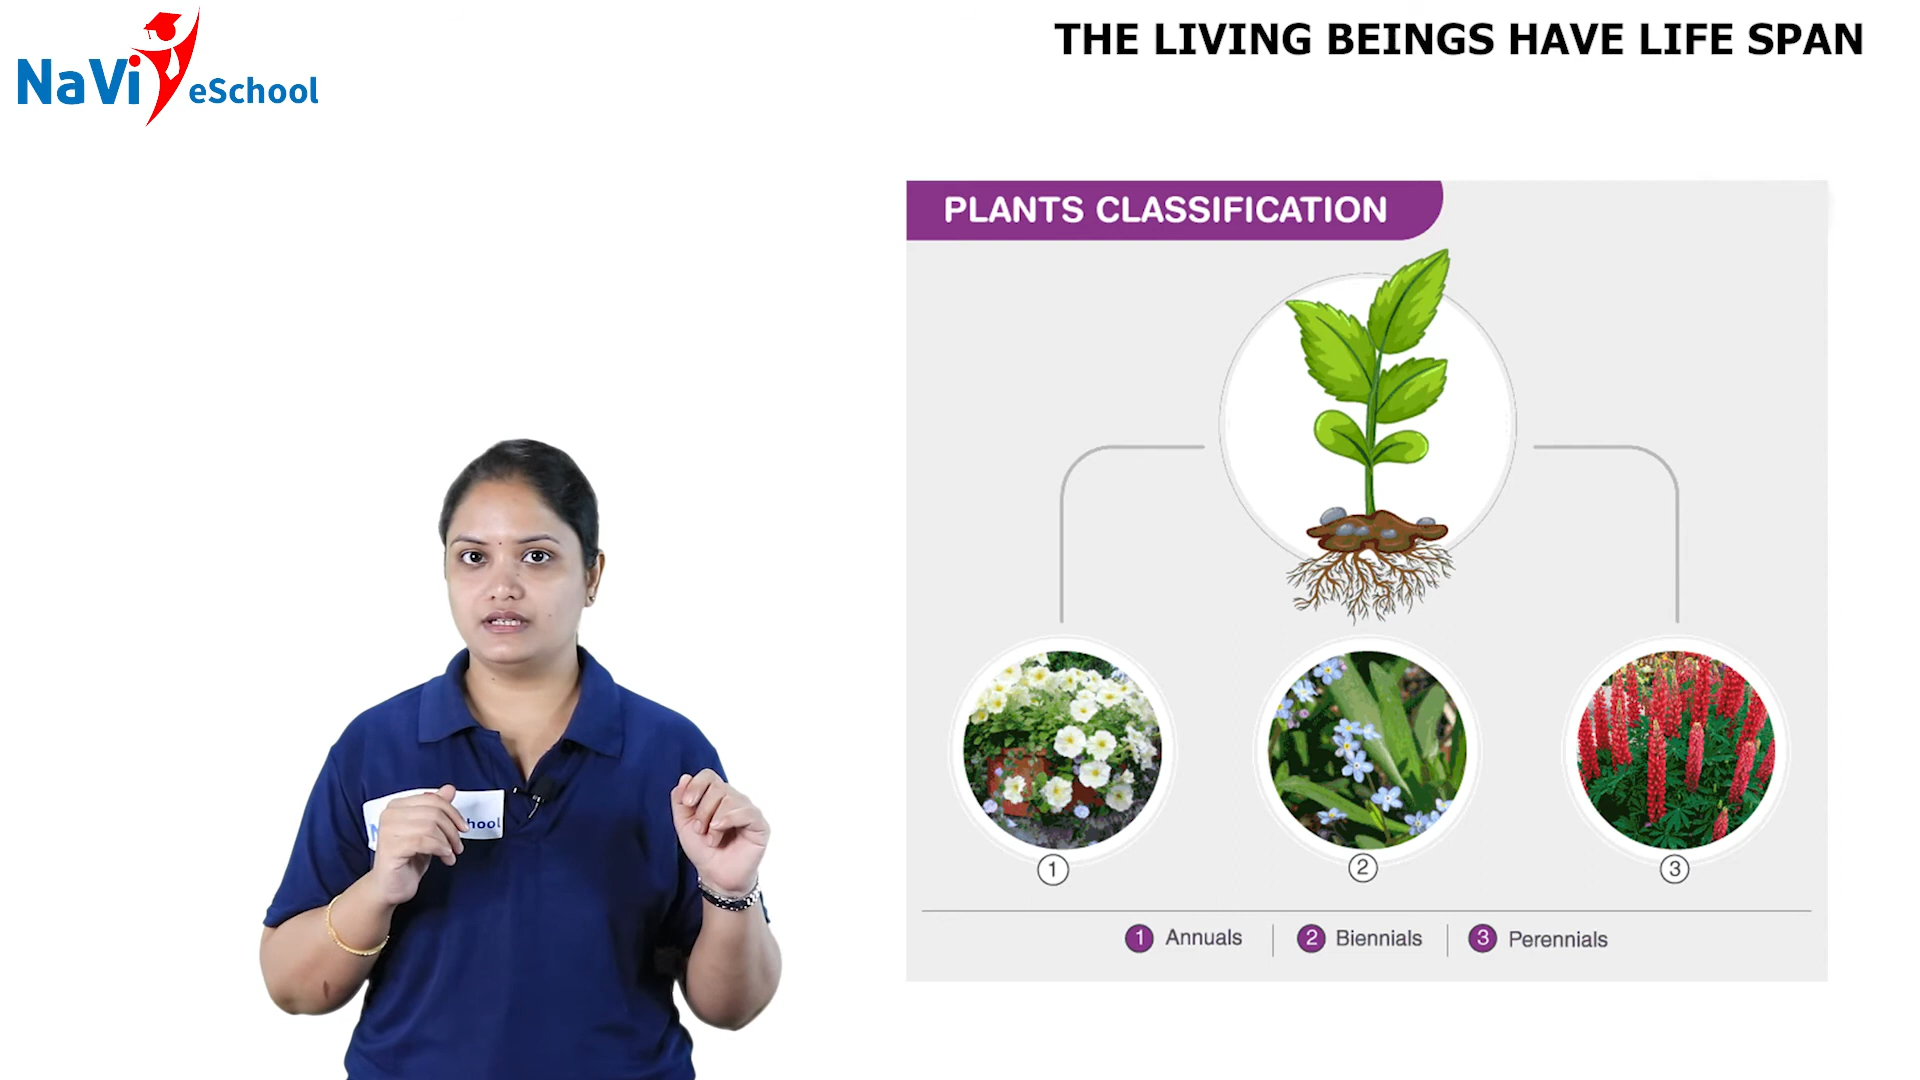 NaVi eSchool
THE LIVING BEINGS HAVE LIFE SPAN
PLANTS CLASSIFICATION
hool
1
2
3
1 Annuals
2 Biennials
3 Perennials